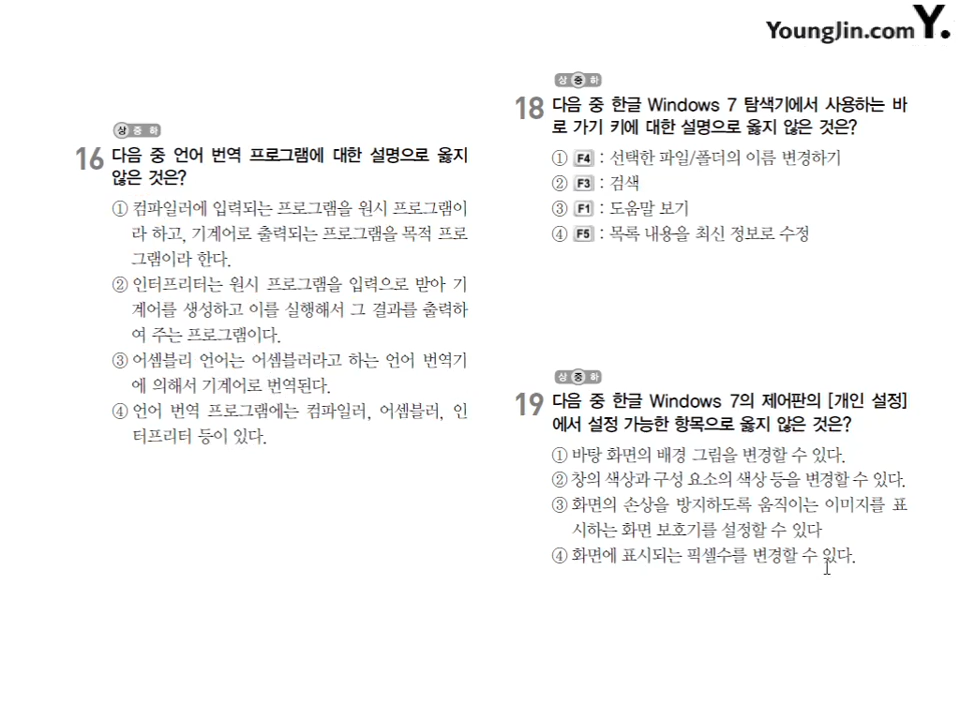 YoungJin.com Y.
상 중 하
16 다음 중 언어 번역 프로그램에 대한 설명으로 옳지
않은 것은?
① 컴파일러에 입력되는 프로그램을 원시 프로그램이
라 하고, 기계어로 출력되는 프로그램을 목적 프로
그램이라 한다.
② 인터프리터는 원시 프로그램을 입력으로 받아 기
계어를 생성하고 이를 실행해서 그 결과를 출력하
여 주는 프로그램이다.
③ 어셈블리 언어는 어셈블러라고 하는 언어 번역기
에 의해서 기계어로 번역된다.
④ 언어 번역 프로그램에는 컴파일러, 어셈블러, 인
터프리터 등이 있다.
상 중 하
18 다음 중 한글 Windows 7 탐색기에서 사용하는 바
로 가기 키에 대한 설명으로 옳지 않은 것은?
① F4 : 선택한 파일/폴더의 이름 변경하기
② F3 : 검색
③ F1 : 도움말 보기
④ F5 : 목록 내용을 최신 정보로 수정
상 중 하
19 다음 중 한글 Windows 7의 제어판의 [개인 설정]
에서 설정 가능한 항목으로 옳지 않은 것은?
① 바탕 화면의 배경 그림을 변경할 수 있다.
② 창의 색상과 구성 요소의 색상 등을 변경할 수 있다.
③ 화면의 손상을 방지하도록 움직이는 이미지를 표
시하는 화면 보호기를 설정할 수 있다
④ 화면에 표시되는 픽셀수를 변경할 수 있다.